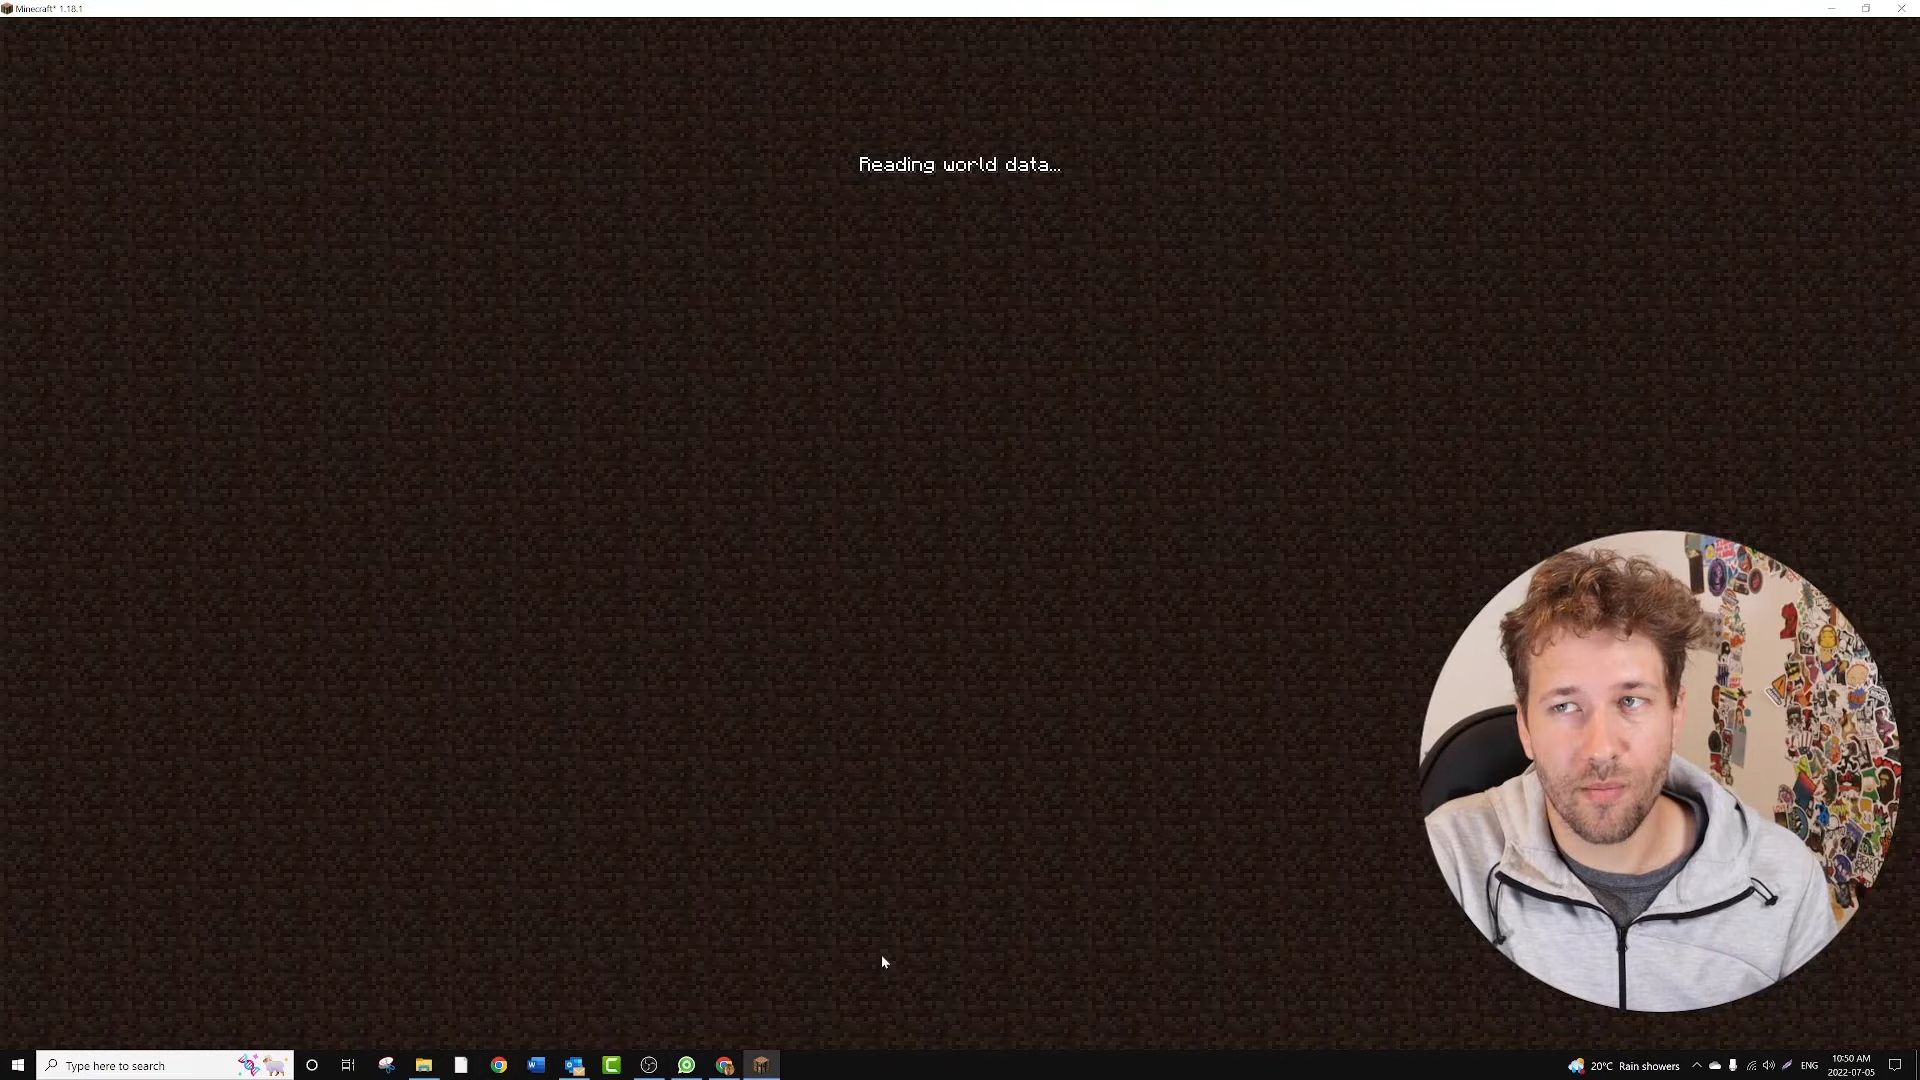 Minecraft* 1.18.1
Reading world data...
Type here to search
20°C Rain showers
ENG
10:50 AM
2022-07-05